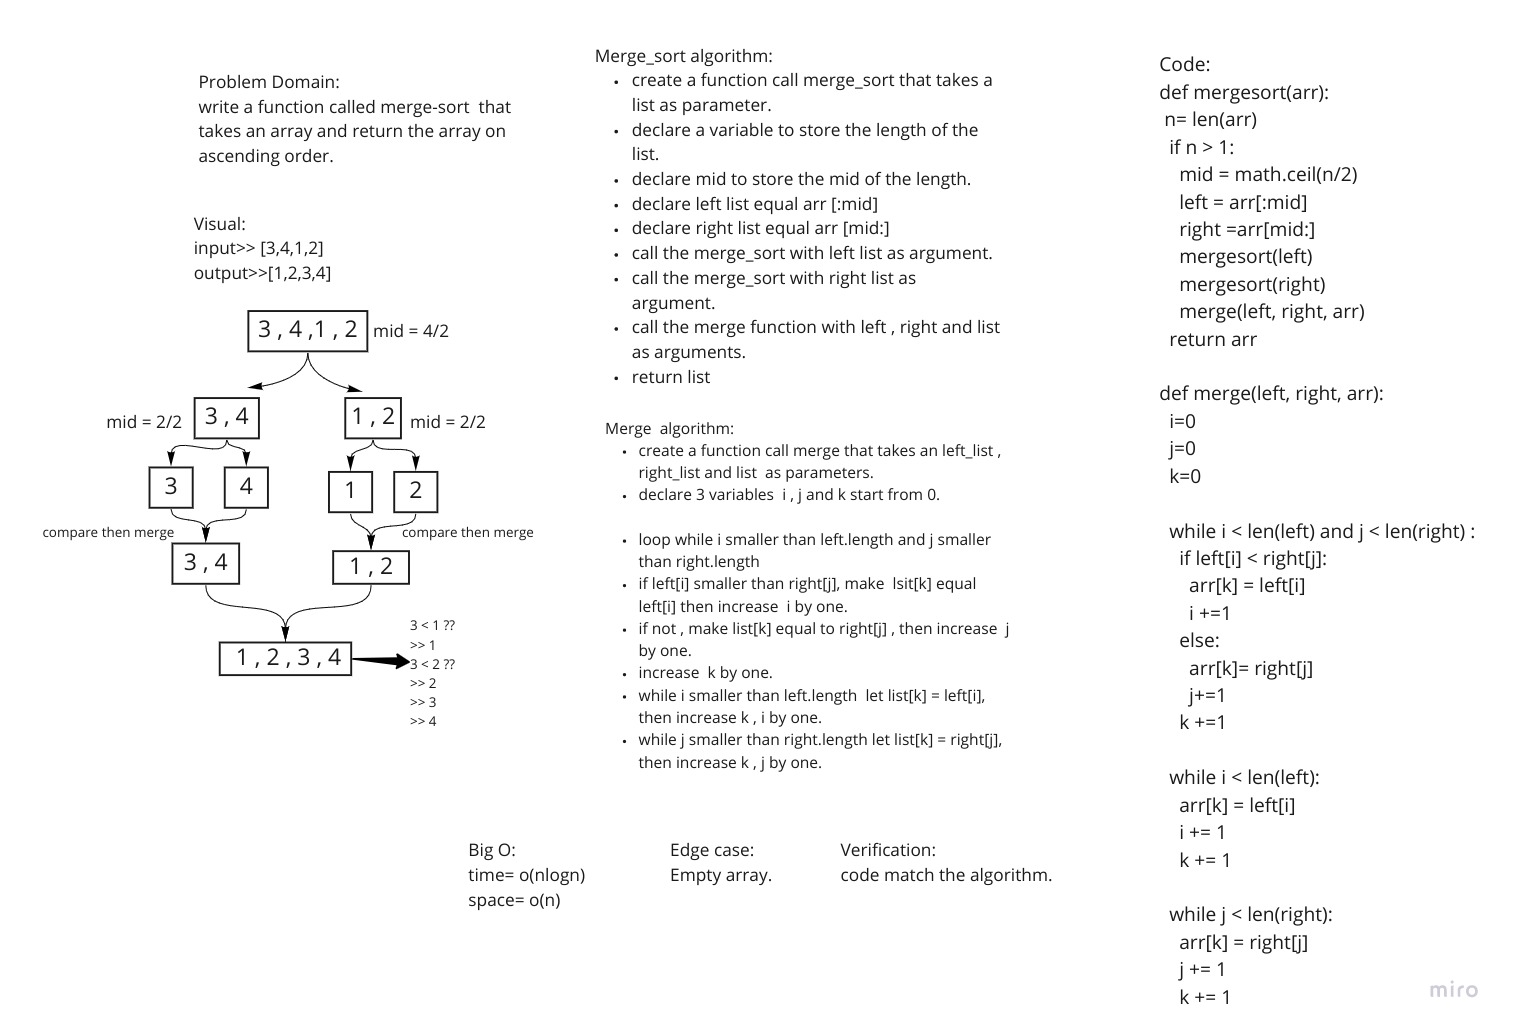 Problem Domain:
write a function called merge-sort  that
takes an array and return the array on
ascending order.
Visual:
input>> [3,4,1,2]
output>>[1,2,3,4]
3 , 4 ,1 , 2
mid = 4/2
mid = 2/2
3 , 4
1 , 2
mid = 2/2
3
4
1
2
compare then merge
compare then merge
3 , 4
1 , 2
1 , 2 , 3 , 4
3 < 1 ??
>> 1
3 < 2 ??
>> 2
>> 3
>> 4
Merge_sort algorithm:
• create a function call merge_sort that takes a
list as parameter.
• declare a variable to store the length of the
list.
• declare mid to store the mid of the length.
• declare left list equal arr [:mid]
• declare right list equal arr [mid:]
• call the merge_sort with left list as argument.
• call the merge_sort with right list as
argument.
• call the merge function with left , right and list
as arguments.
• return list
Merge  algorithm:
• create a function call merge that takes an left_list ,
right_list and list  as parameters.
• declare 3 variables  i , j and k start from 0.
• loop while i smaller than left.length and j smaller
than right.length
• if left[i] smaller than right[j], make  lsit[k] equal
left[i] then increase  i by one.
• if not , make list[k] equal to right[j] , then increase  j
by one.
• increase  k by one.
• while i smaller than left.length  let list[k] = left[i],
then increase k , i by one.
• while j smaller than right.length let list[k] = right[j],
then increase k , j by one.
Big O:
time= o(nlogn)
space= o(n)
Edge case:
Empty array.
Verification:
code match the algorithm.
Code:
def mergesort(arr):
n= len(arr)
if n > 1:
mid = math.ceil(n/2)
left = arr[:mid]
right =arr[mid:]
mergesort(left)
mergesort(right)
merge(left, right, arr)
return arr
def merge(left, right, arr):
i=0
j=0
k=0
while i < len(left) and j < len(right) :
if left[i] < right[j]:
arr[k] = left[i]
i +=1
else:
arr[k]= right[j]
j+=1
k +=1
while i < len(left):
arr[k] = left[i]
i += 1
k += 1
while j < len(right):
arr[k] = right[j]
j += 1
k += 1
miro